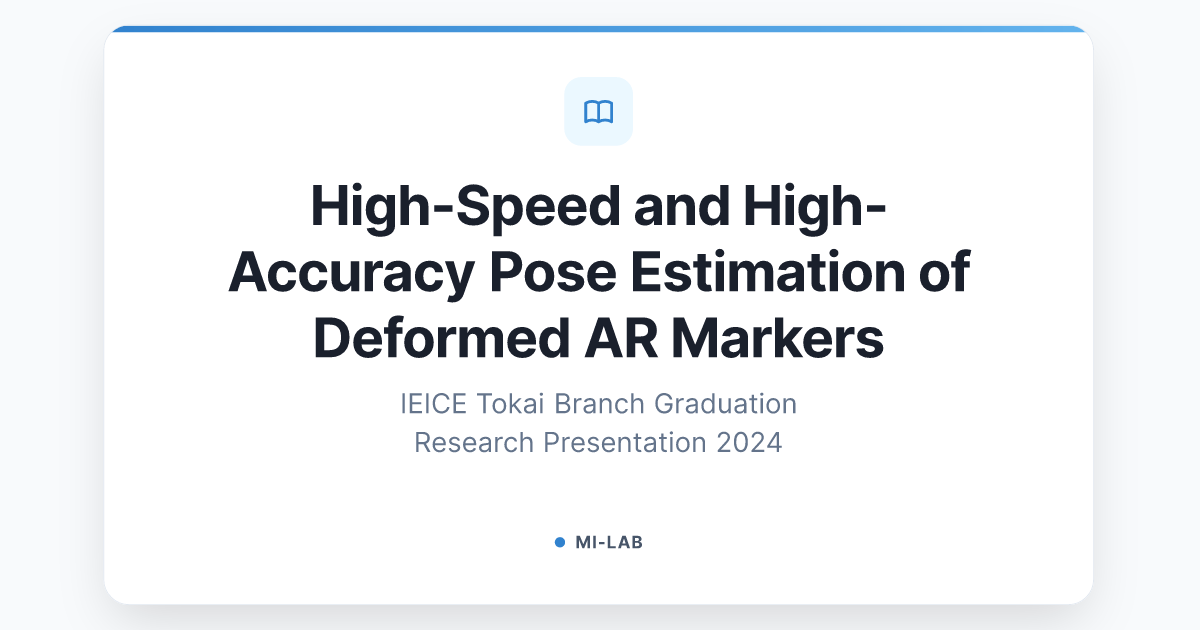 High-Speed and High-
Accuracy Pose Estimation of
Deformed AR Markers
IEICE Tokai Branch Graduation
Research Presentation 2024
MI-LAB